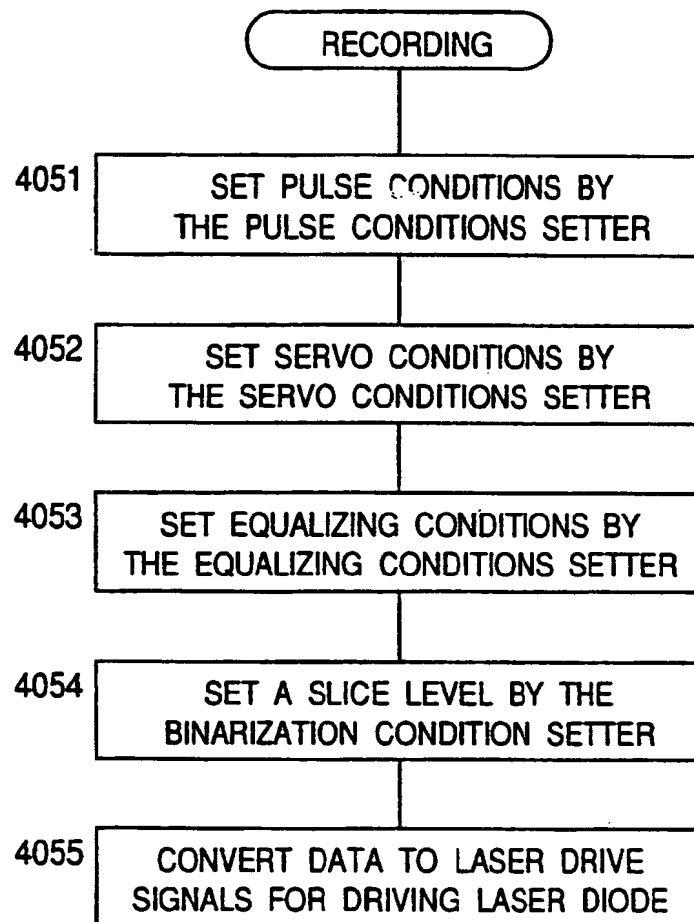 RECORDING
4051
SET PULSE CONDITIONS BY
THE PULSE CONDITIONS SETTER
4052
SET SERVO CONDITIONS BY
THE SERVO CONDITIONS SETTER
4053
SET EQUALIZING CONDITIONS BY
THE EQUALIZING CONDITIONS SETTER
4054
SET A SLICE LEVEL BY THE
BINARIZATION CONDITION SETTER
4055
CONVERT DATA TO LASER DRIVE
SIGNALS FOR DRIVING LASER DIODE